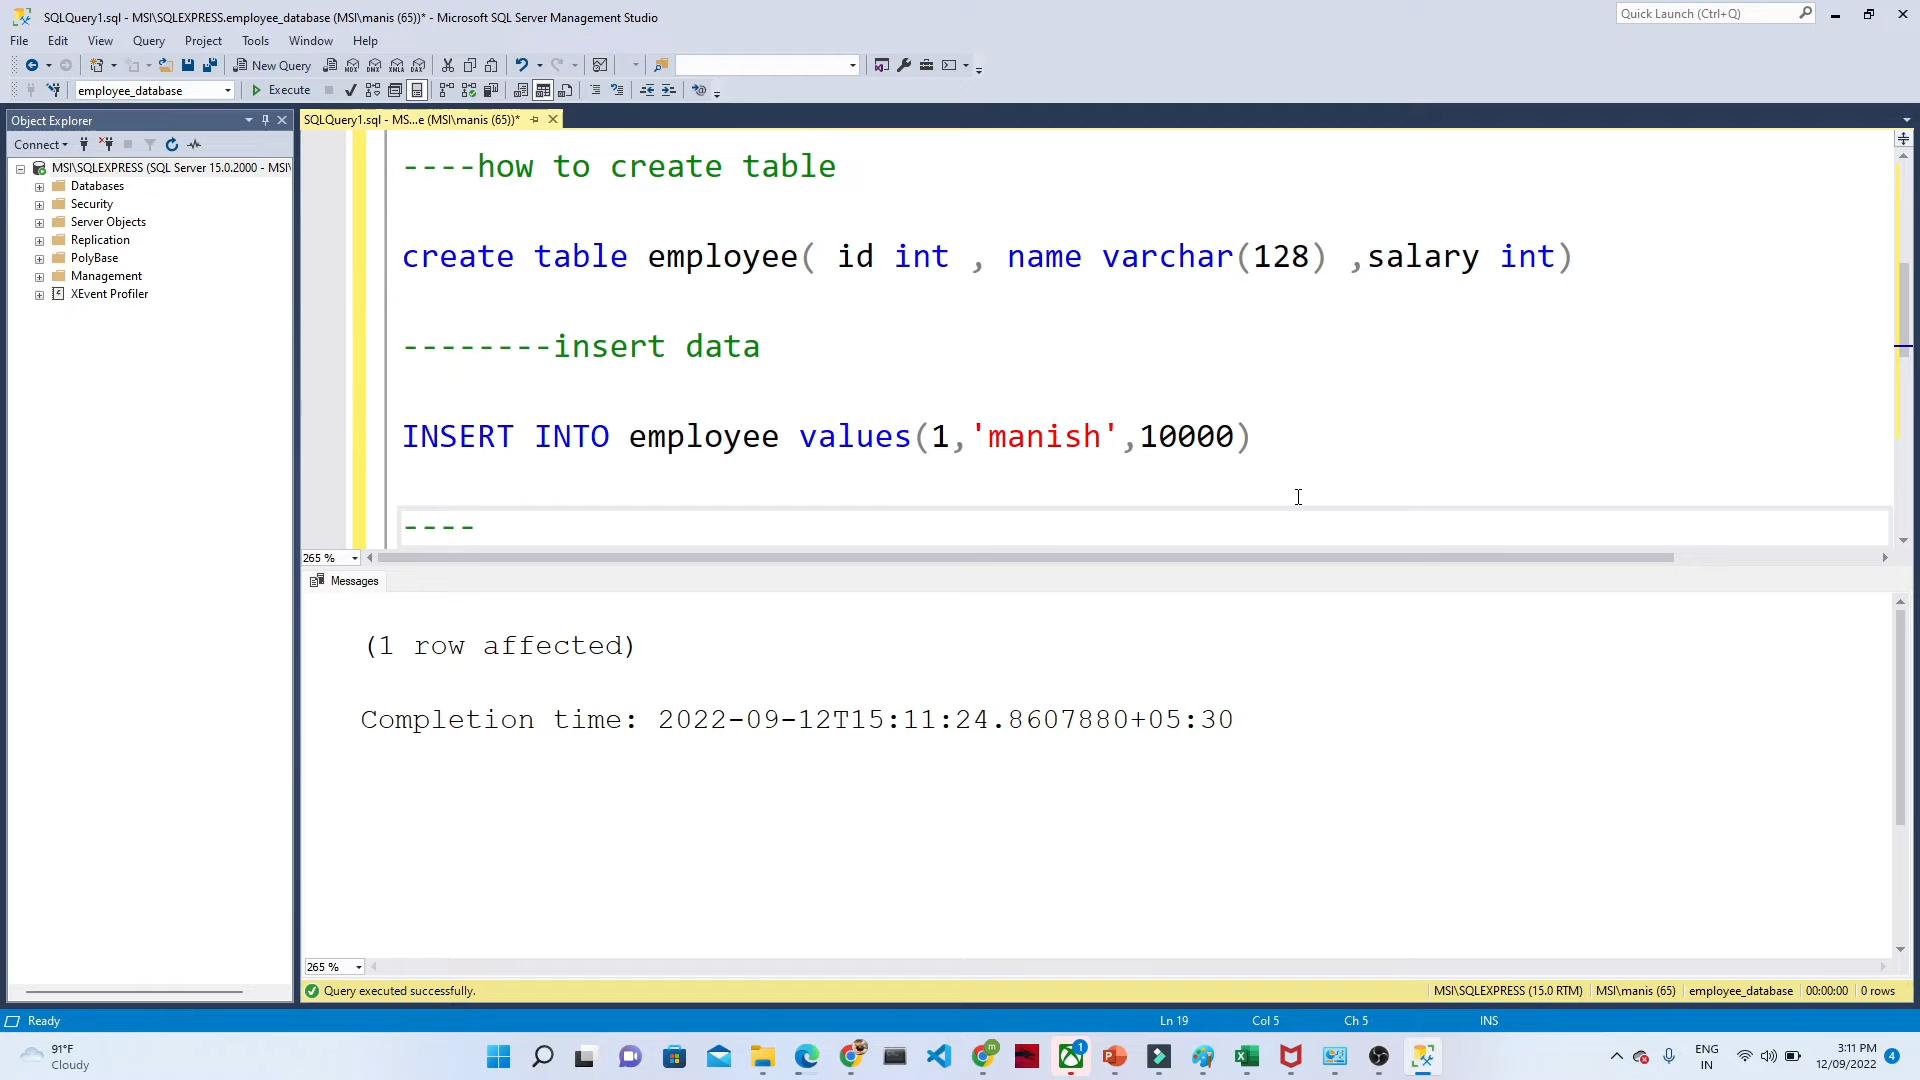 SQLQuery1.sql - MSI\SQLEXPRESS.employee_database (MSI\manis (65))* - Microsoft SQL Server Management Studio
Quick Launch (Ctrl+Q)
File Edit View Query Project Tools Window Help
New Query
employee_database Execute
Object Explorer
SQLQuery1.sql - MS...e (MSI\manis (65))*
Connect
MSI\SQLEXPRESS (SQL Server 15.0.2000 - MSI\
Databases
Security
Server Objects
Replication
PolyBase
Management
XEvent Profiler
----how to create table
create table employee( id int , name varchar(128) ,salary int)
--------insert data
INSERT INTO employee values(1,'manish',10000)
----
265 %
Messages
(1 row affected)
Completion time: 2022-09-12T15:11:24.8607880+05:30
265 %
Query executed successfully.
MSI\SQLEXPRESS (15.0 RTM) MSI\manis (65) employee_database 00:00:00 0 rows
Ready Ln 19 Col 5 Ch 5 INS
91°F
Cloudy
ENG
IN
3:11 PM
12/09/2022
4